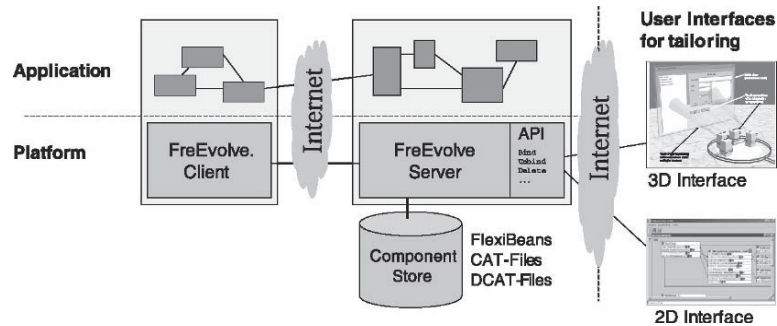 User Interfaces
for tailoring
Application
Internet
Internet
Platform
FreEvolve.
Client
FreEvolve
Server
API
Bind
Unbind
Delete
...
3D Interface
Component
Store
FlexiBeans
CAT-Files
DCAT-Files
2D Interface